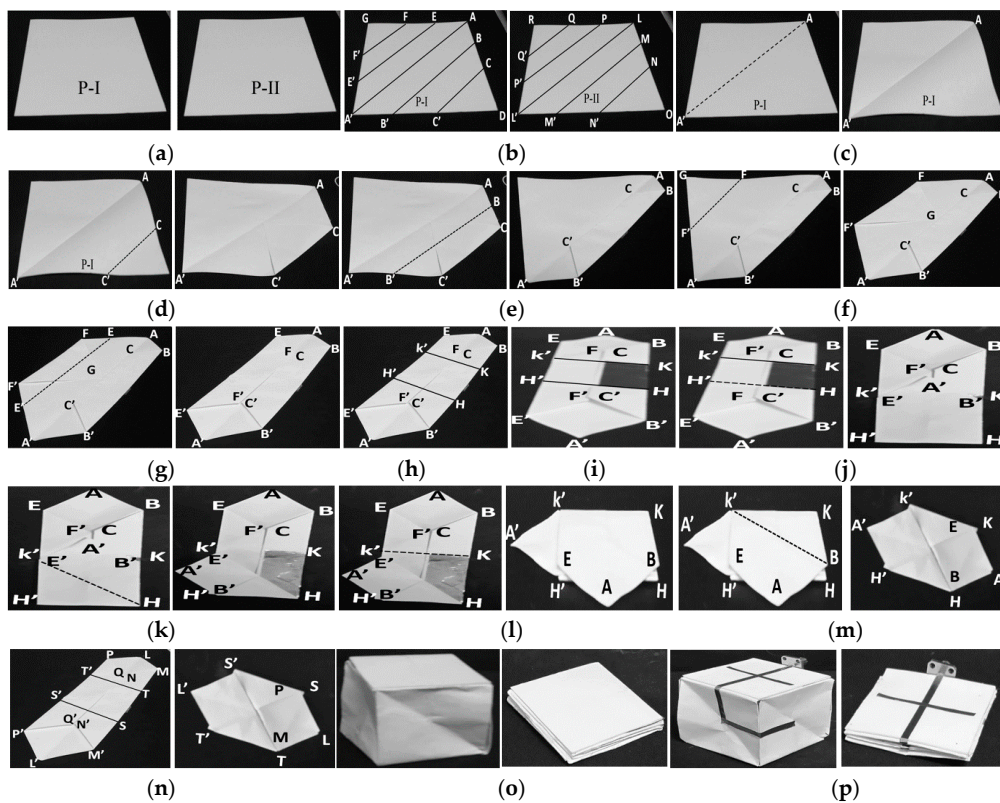 P-I P-II
G F E A B C F' E' A' B' C' D P-I
R Q P L M N Q' P' L' M' N' O P-II
A A' P-I
A A' P-I
(a) (b) (c)
A C A' C' P-I
A C A' C'
A B C A' B' C'
A B C C' A' B'
G F A B C F' C' A' B'
F A B C G F' C' A' B'
(d) (e) (f)
F E A B C G F' E' C' A' B'
E A B F C F' C' E' A' B'
E A B F C k' K H' H F' C' E' A' B'
A E B F C k' K H' H F' C' E' B' A'
A E B F C k' K H' H F C' E' B' A'
A E B F' C A' k' E' B' K H' H
(g) (h) (i) (j)
E A B F' C A' k' E' B' K H' H
E A B F' C k' E' K A' B' H' H
E A B F' C k' E' K A' B' H' H
k' K A' E B H' A H
k' K A' E B H' A H
k' A' E K H' B A H
(k) (l) (m)
P L M Q N T' T S' S Q' N' P' L' M'
S' L' P S T' M L T
(n) (o) (p)